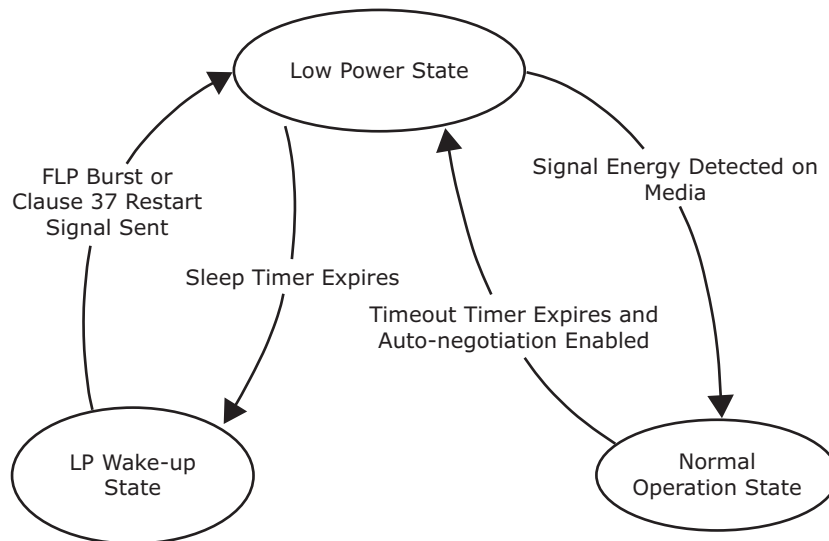 Low Power State
FLP Burst or
Clause 37 Restart
Signal Sent
Signal Energy Detected on
Media
Sleep Timer Expires
Timeout Timer Expires and
Auto-negotiation Enabled
LP Wake-up
State
Normal
Operation State